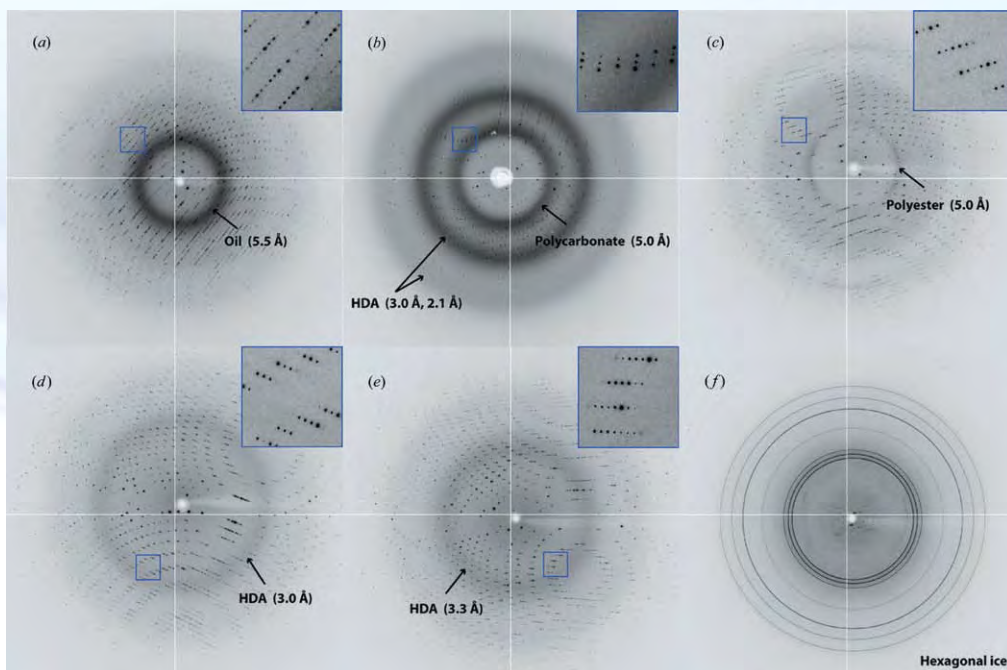 (a)
(b)
(c)
Oil (5.5 Å)
Polycarbonate (5.0 Å)
HDA (3.0 Å, 2.1 Å)
Polyester (5.0 Å)
(d)
(e)
(f)
HDA (3.0 Å)
HDA (3.3 Å)
Hexagonal ice